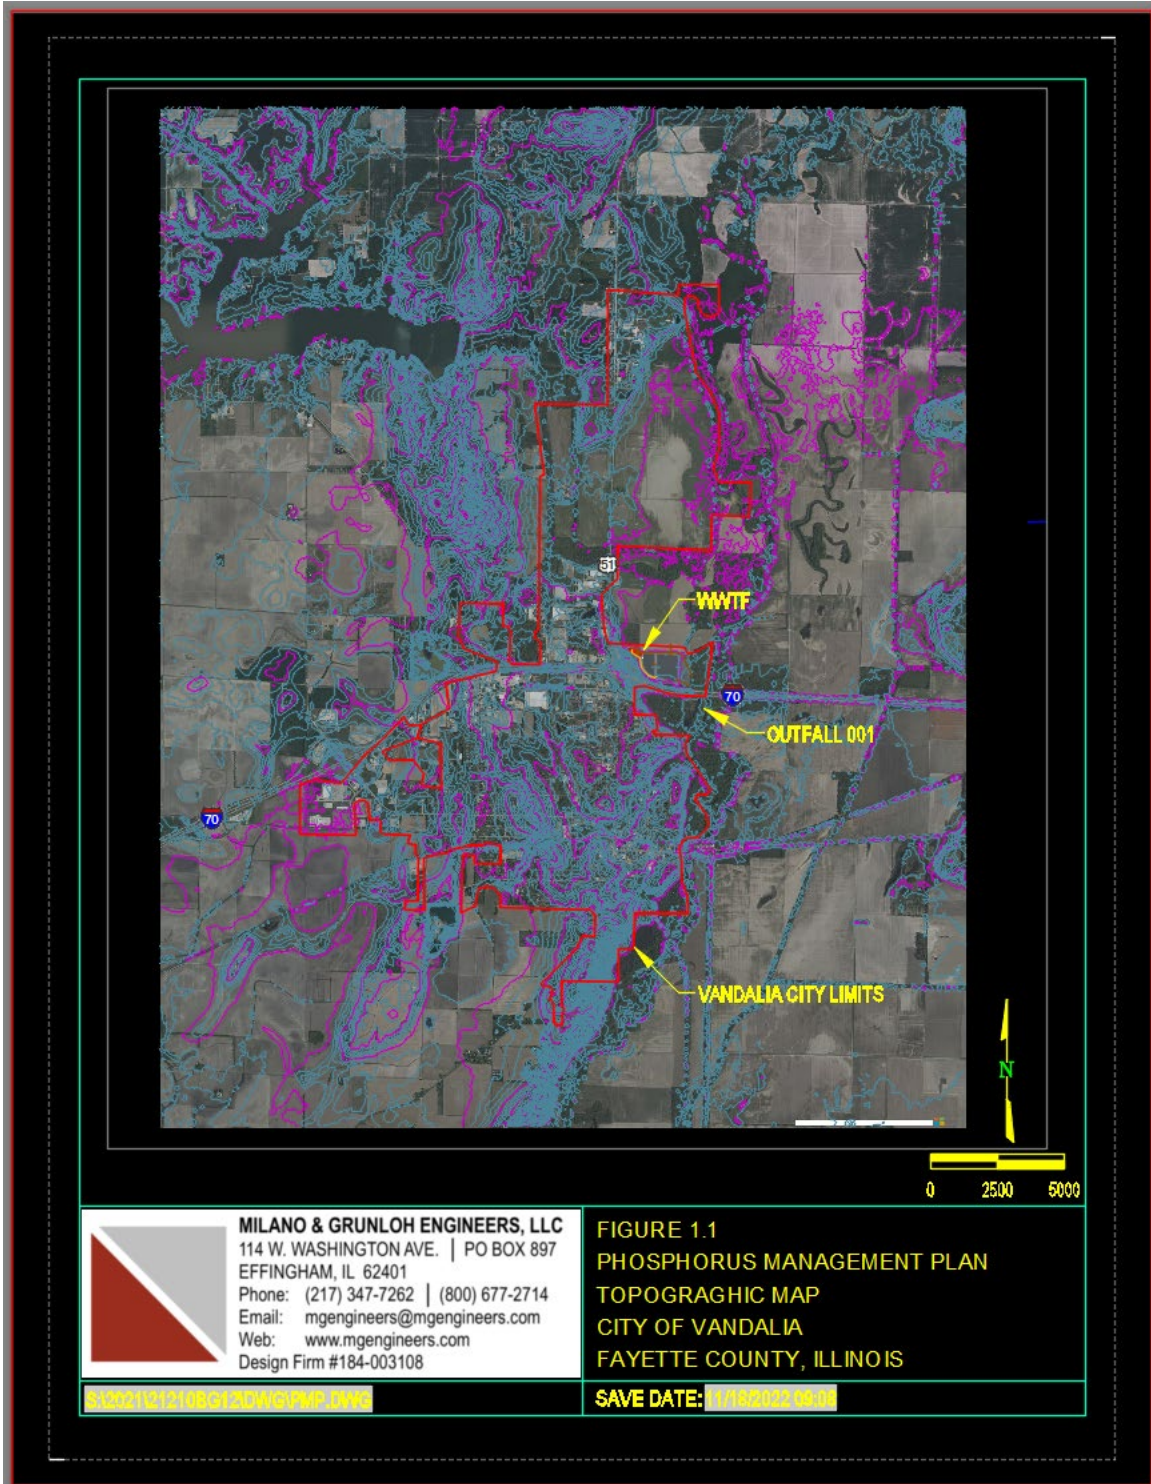 51
WWTF
70
OUTFALL 001
70
VANDALIA CITY LIMITS
N
0 2500 5000
MILANO & GRUNLOH ENGINEERS, LLC
114 W. WASHINGTON AVE. | PO BOX 897
EFFINGHAM, IL 62401
Phone: (217) 347-7262 | (800) 677-2714
Email: mgengineers@mgengineers.com
Web: www.mgengineers.com
Design Firm #184-003108
FIGURE 1.1
PHOSPHORUS MANAGEMENT PLAN
TOPOGRAGHIC MAP
CITY OF VANDALIA
FAYETTE COUNTY, ILLINOIS
S:\2021\21210BG12\DWG\PMP.DWG
SAVE DATE: 11/18/2022 09:08